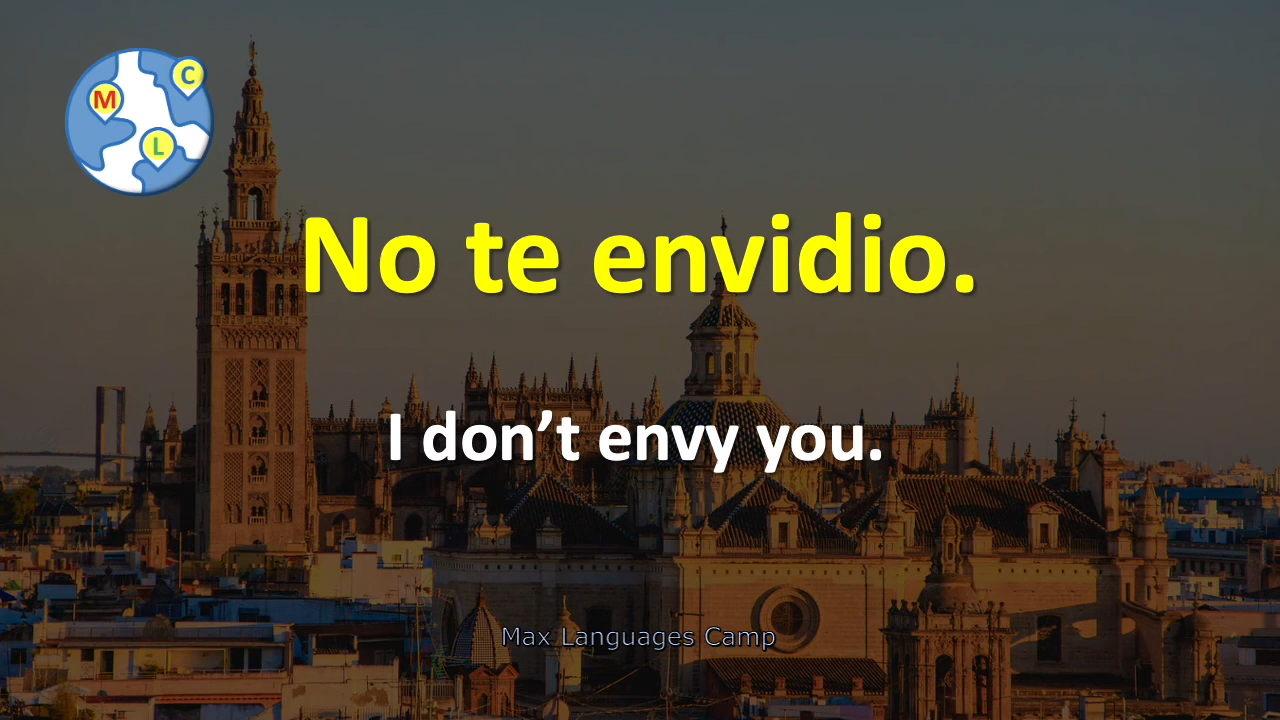 M
C
L
No te envidio.
I don't envy you.
Max Languages Camp